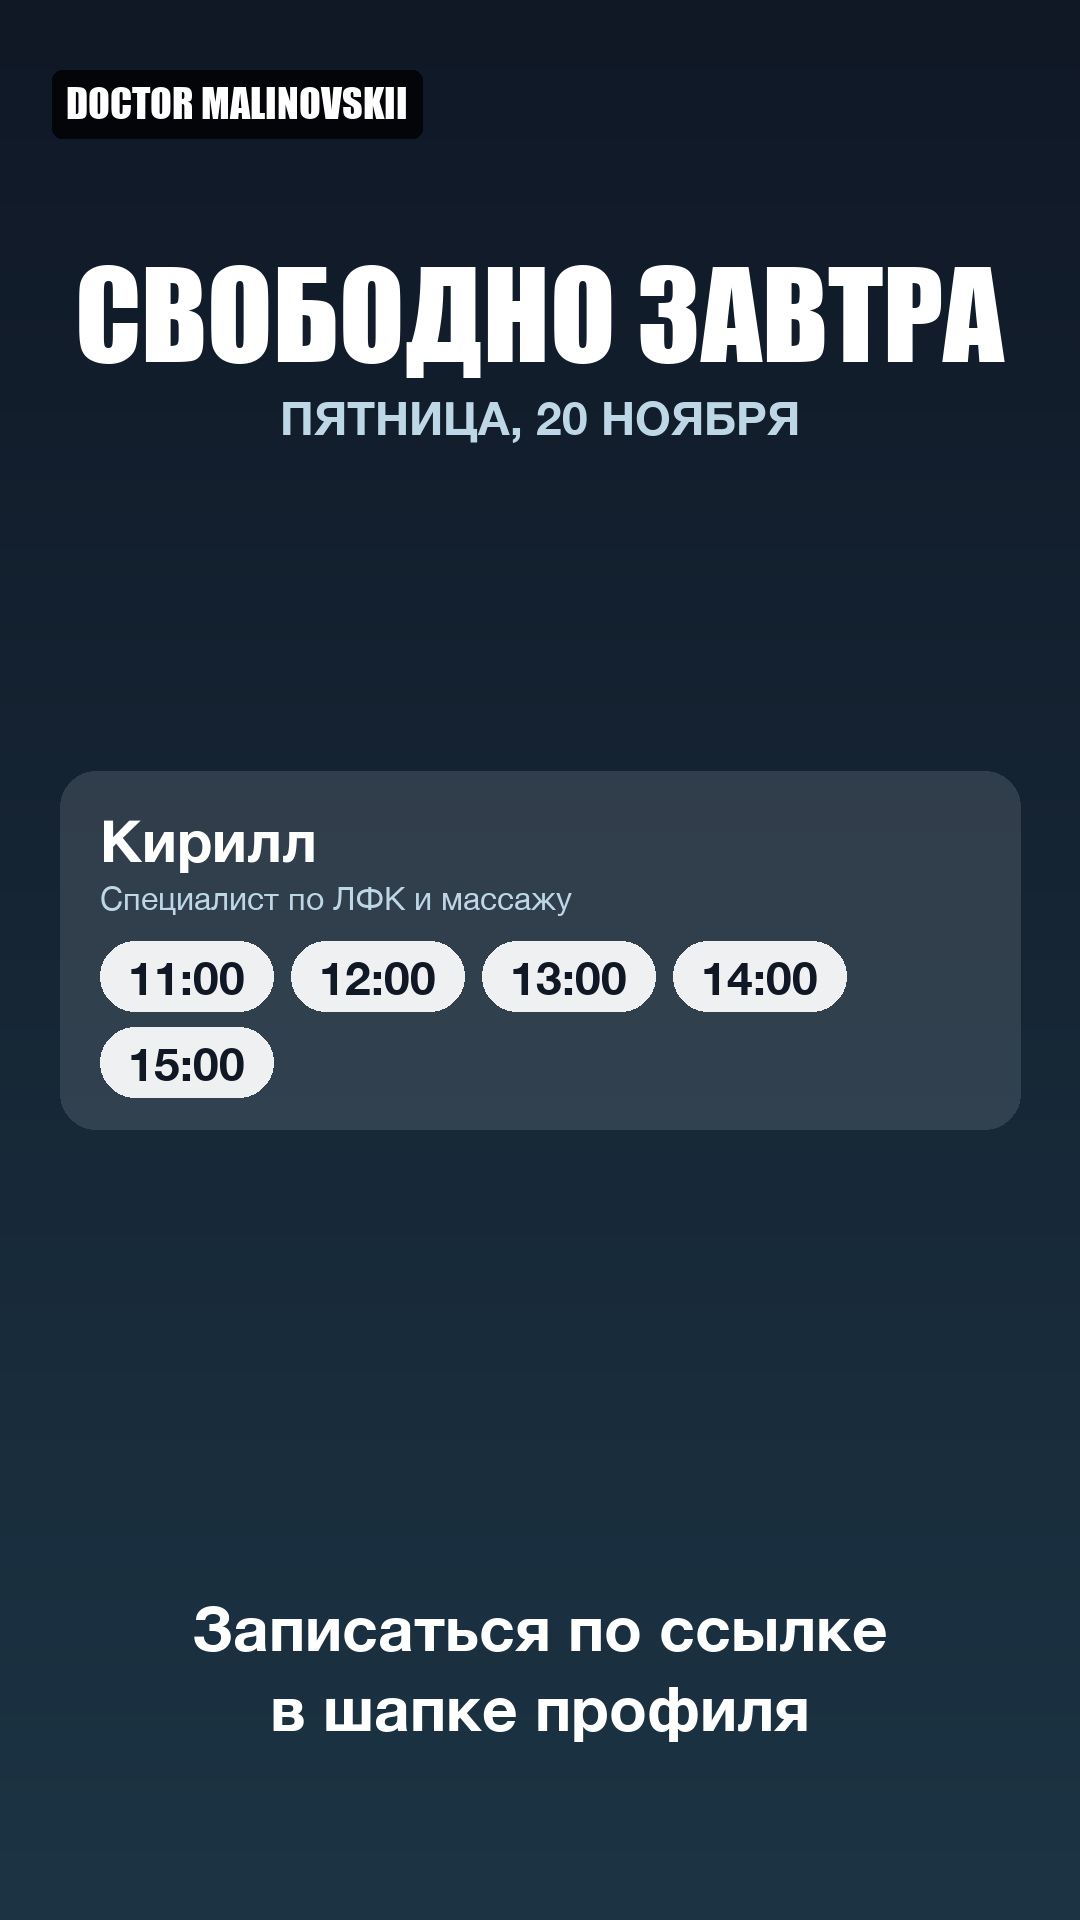 DOCTOR MALINOVSKII
СВОБОДНО ЗАВТРА
ПЯТНИЦА, 20 НОЯБРЯ
Кирилл
Специалист по ЛФК и массажу
11:00 12:00 13:00 14:00
15:00
Записаться по ссылке
в шапке профиля